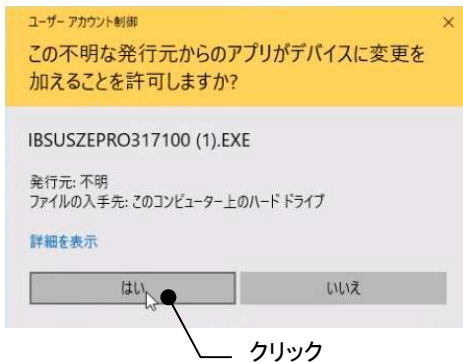 ユーザー アカウント制御
×
この不明な発行元からのアプリがデバイスに変更を
加えることを許可しますか?
IBSUSZEPRO317100 (1).EXE
発行元: 不明
ファイルの入手先: このコンピューター上のハード ドライブ
詳細を表示
はい
いいえ
クリック